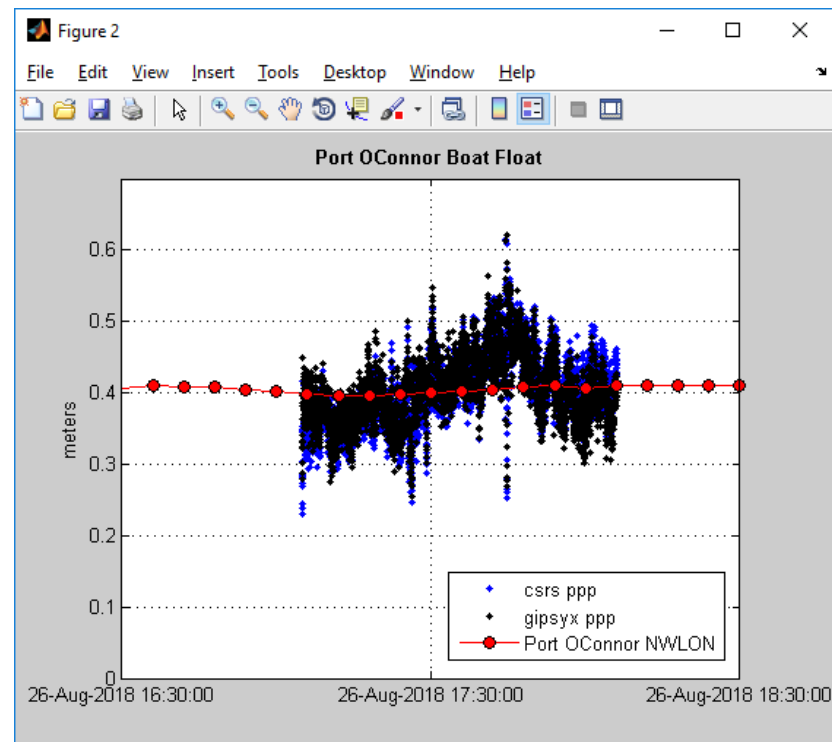 Figure 2
File Edit View Insert Tools Desktop Window Help
Port OConnor Boat Float
0.6
0.5
0.4
0.3
0.2
0.1
0
meters
26-Aug-2018 16:30:00 26-Aug-2018 17:30:00 26-Aug-2018 18:30:00
csrs ppp
gipsyx ppp
Port OConnor NWLON